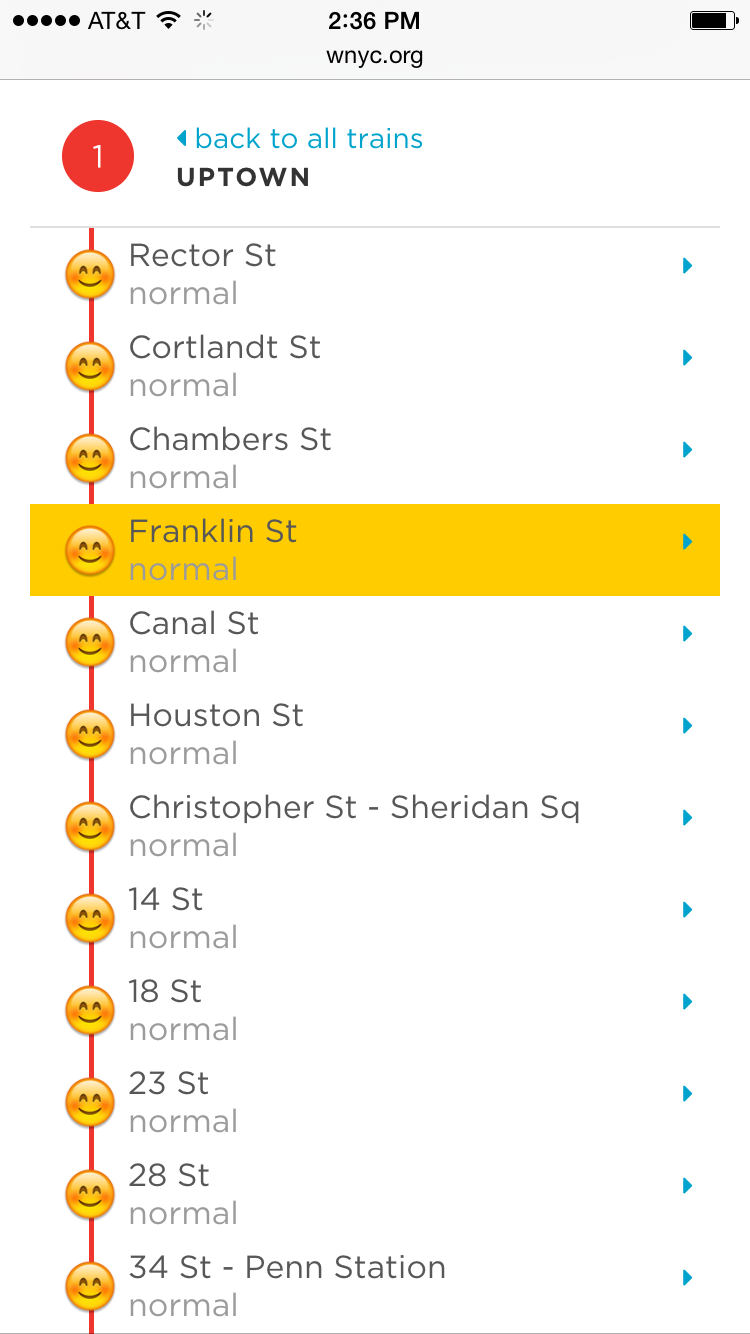 AT&T 2:36 PM
wnyc.org
1
back to all trains
UPTOWN
Rector St
normal
Cortlandt St
normal
Chambers St
normal
Franklin St
normal
Canal St
normal
Houston St
normal
Christopher St - Sheridan Sq
normal
14 St
normal
18 St
normal
23 St
normal
28 St
normal
34 St - Penn Station
normal